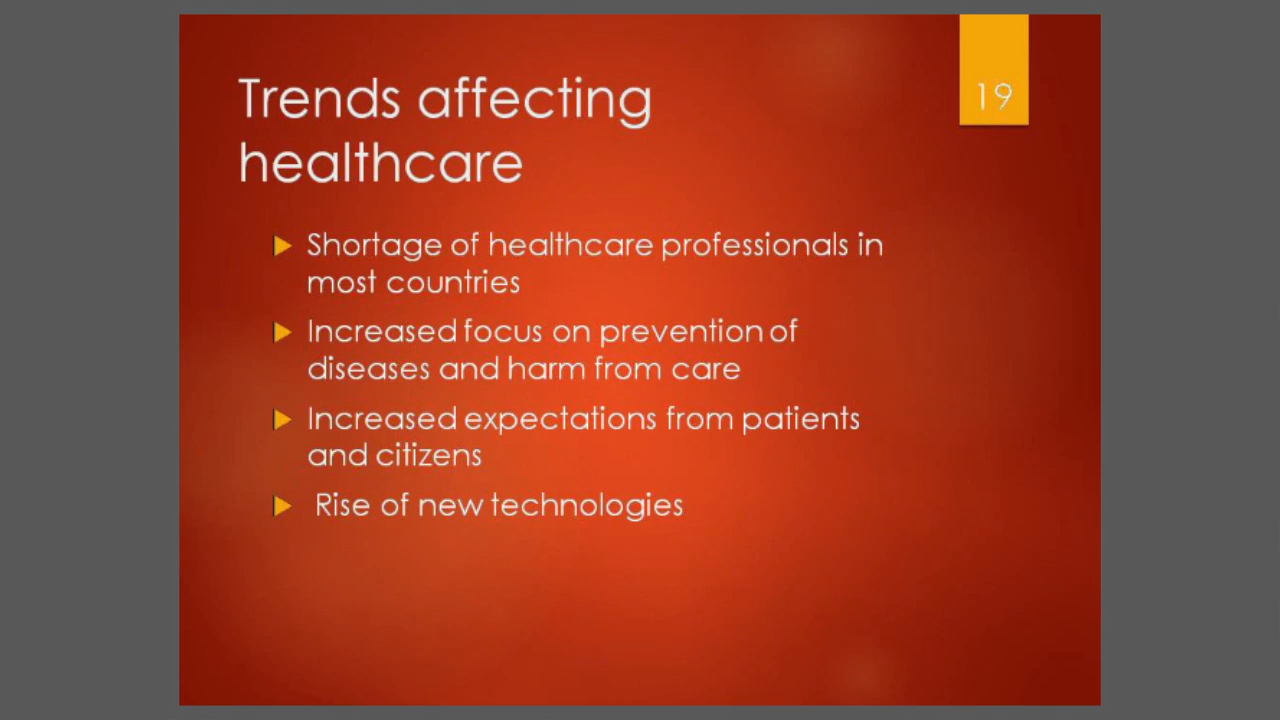 Trends affecting
healthcare
19
Shortage of healthcare professionals in
most countries
Increased focus on prevention of
diseases and harm from care
Increased expectations from patients
and citizens
Rise of new technologies